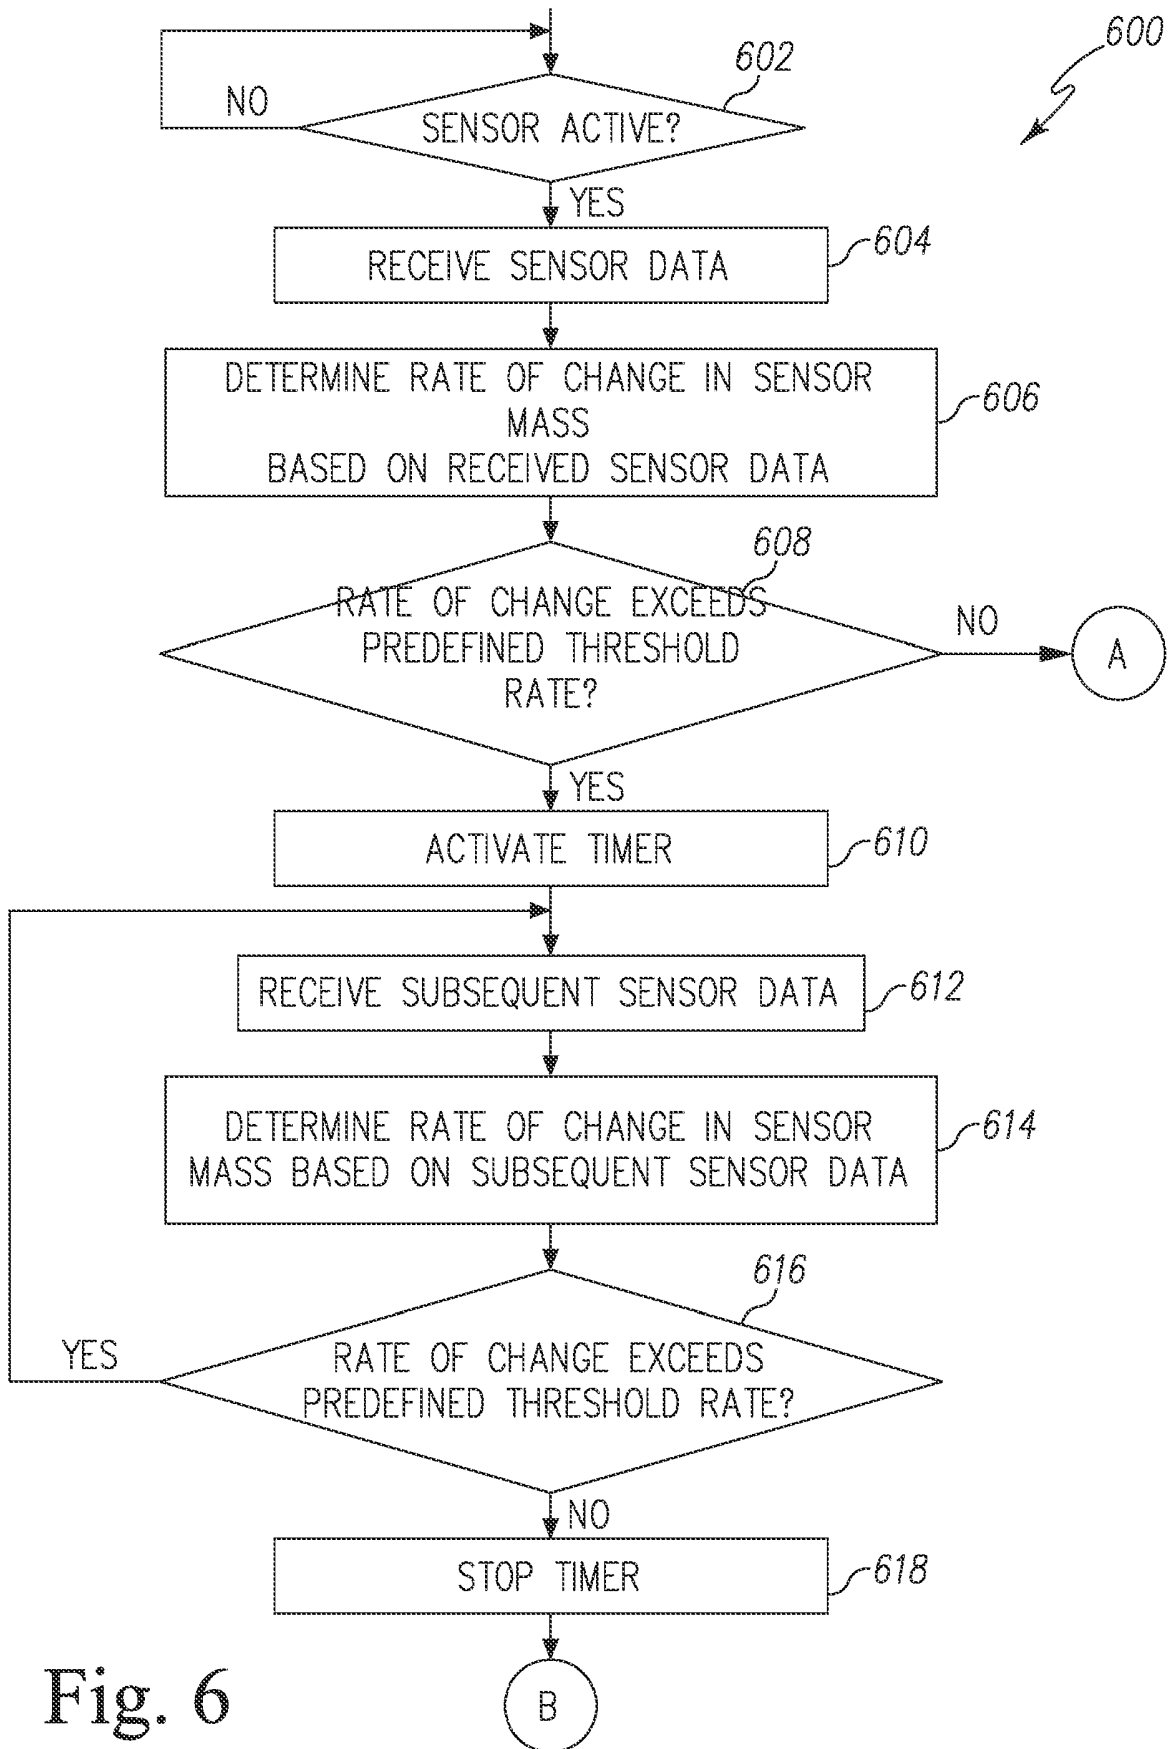 600
602
NO
SENSOR ACTIVE?
YES
604
RECEIVE SENSOR DATA
DETERMINE RATE OF CHANGE IN SENSOR
MASS
BASED ON RECEIVED SENSOR DATA
606
608
RATE OF CHANGE EXCEEDS
PREDEFINED THRESHOLD
RATE?
NO
A
YES
ACTIVATE TIMER
610
RECEIVE SUBSEQUENT SENSOR DATA
612
DETERMINE RATE OF CHANGE IN SENSOR
MASS BASED ON SUBSEQUENT SENSOR DATA
614
616
YES
RATE OF CHANGE EXCEEDS
PREDEFINED THRESHOLD RATE?
NO
STOP TIMER
618
B
Fig. 6